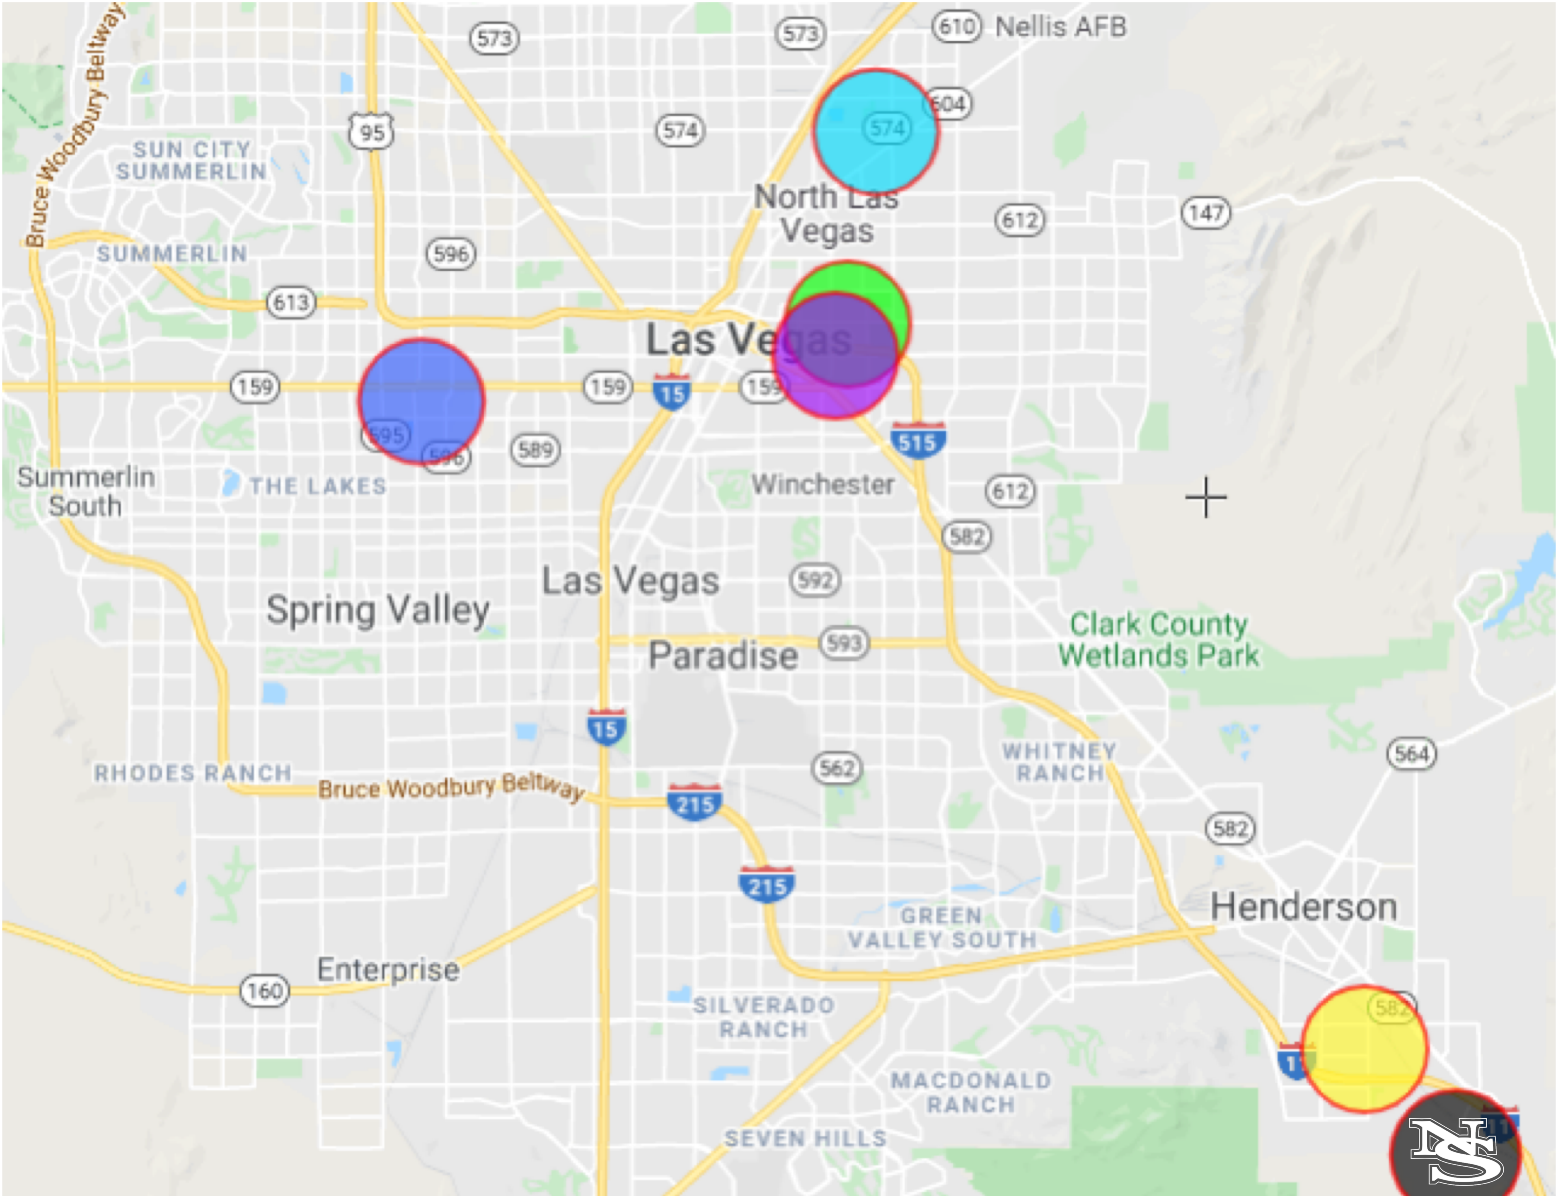 Bruce Woodbury Beltway
573
573
610
Nellis AFB
604
95
574
574
SUN CITY
SUMMERLIN
North Las
Vegas
612
147
SUMMERLIN
596
613
Las Vegas
159
159
15
159
595
596
589
515
Summerlin
South
THE LAKES
Winchester
612
582
Las Vegas
592
Spring Valley
Clark County
Wetlands Park
Paradise
593
15
WHITNEY
RANCH
564
RHODES RANCH
Bruce Woodbury Beltway
562
215
582
215
Henderson
GREEN
VALLEY SOUTH
Enterprise
160
SILVERADO
RANCH
582
11
MACDONALD
RANCH
SEVEN HILLS
11
NS